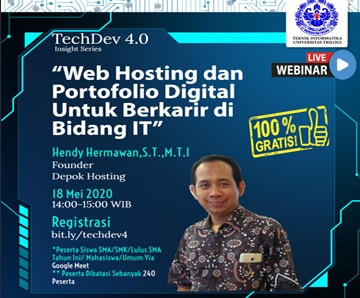 TechDev 4.0
Insight Series
TEKNIK INFORMATIKA
UNIVERSITAS TRILOGI
LIVE
WEBINAR
“Web Hosting dan
Portofolio Digital
Untuk Berkarir di
Bidang IT”
100%
GRATIS!
Hendy Hermawan,S.T.,M.T.I
Founder
Depok Hosting
18 Mei 2020
14:00-15:00 WIB
Registrasi
bit.ly/techdev4
*Peserta Siswa SMA/SMK/Lulus SMA
Tahun Ini/ Mahasiswa/Umum Via
Google Meet
** Peserta Dibatasi Sebanyak 240
Peserta